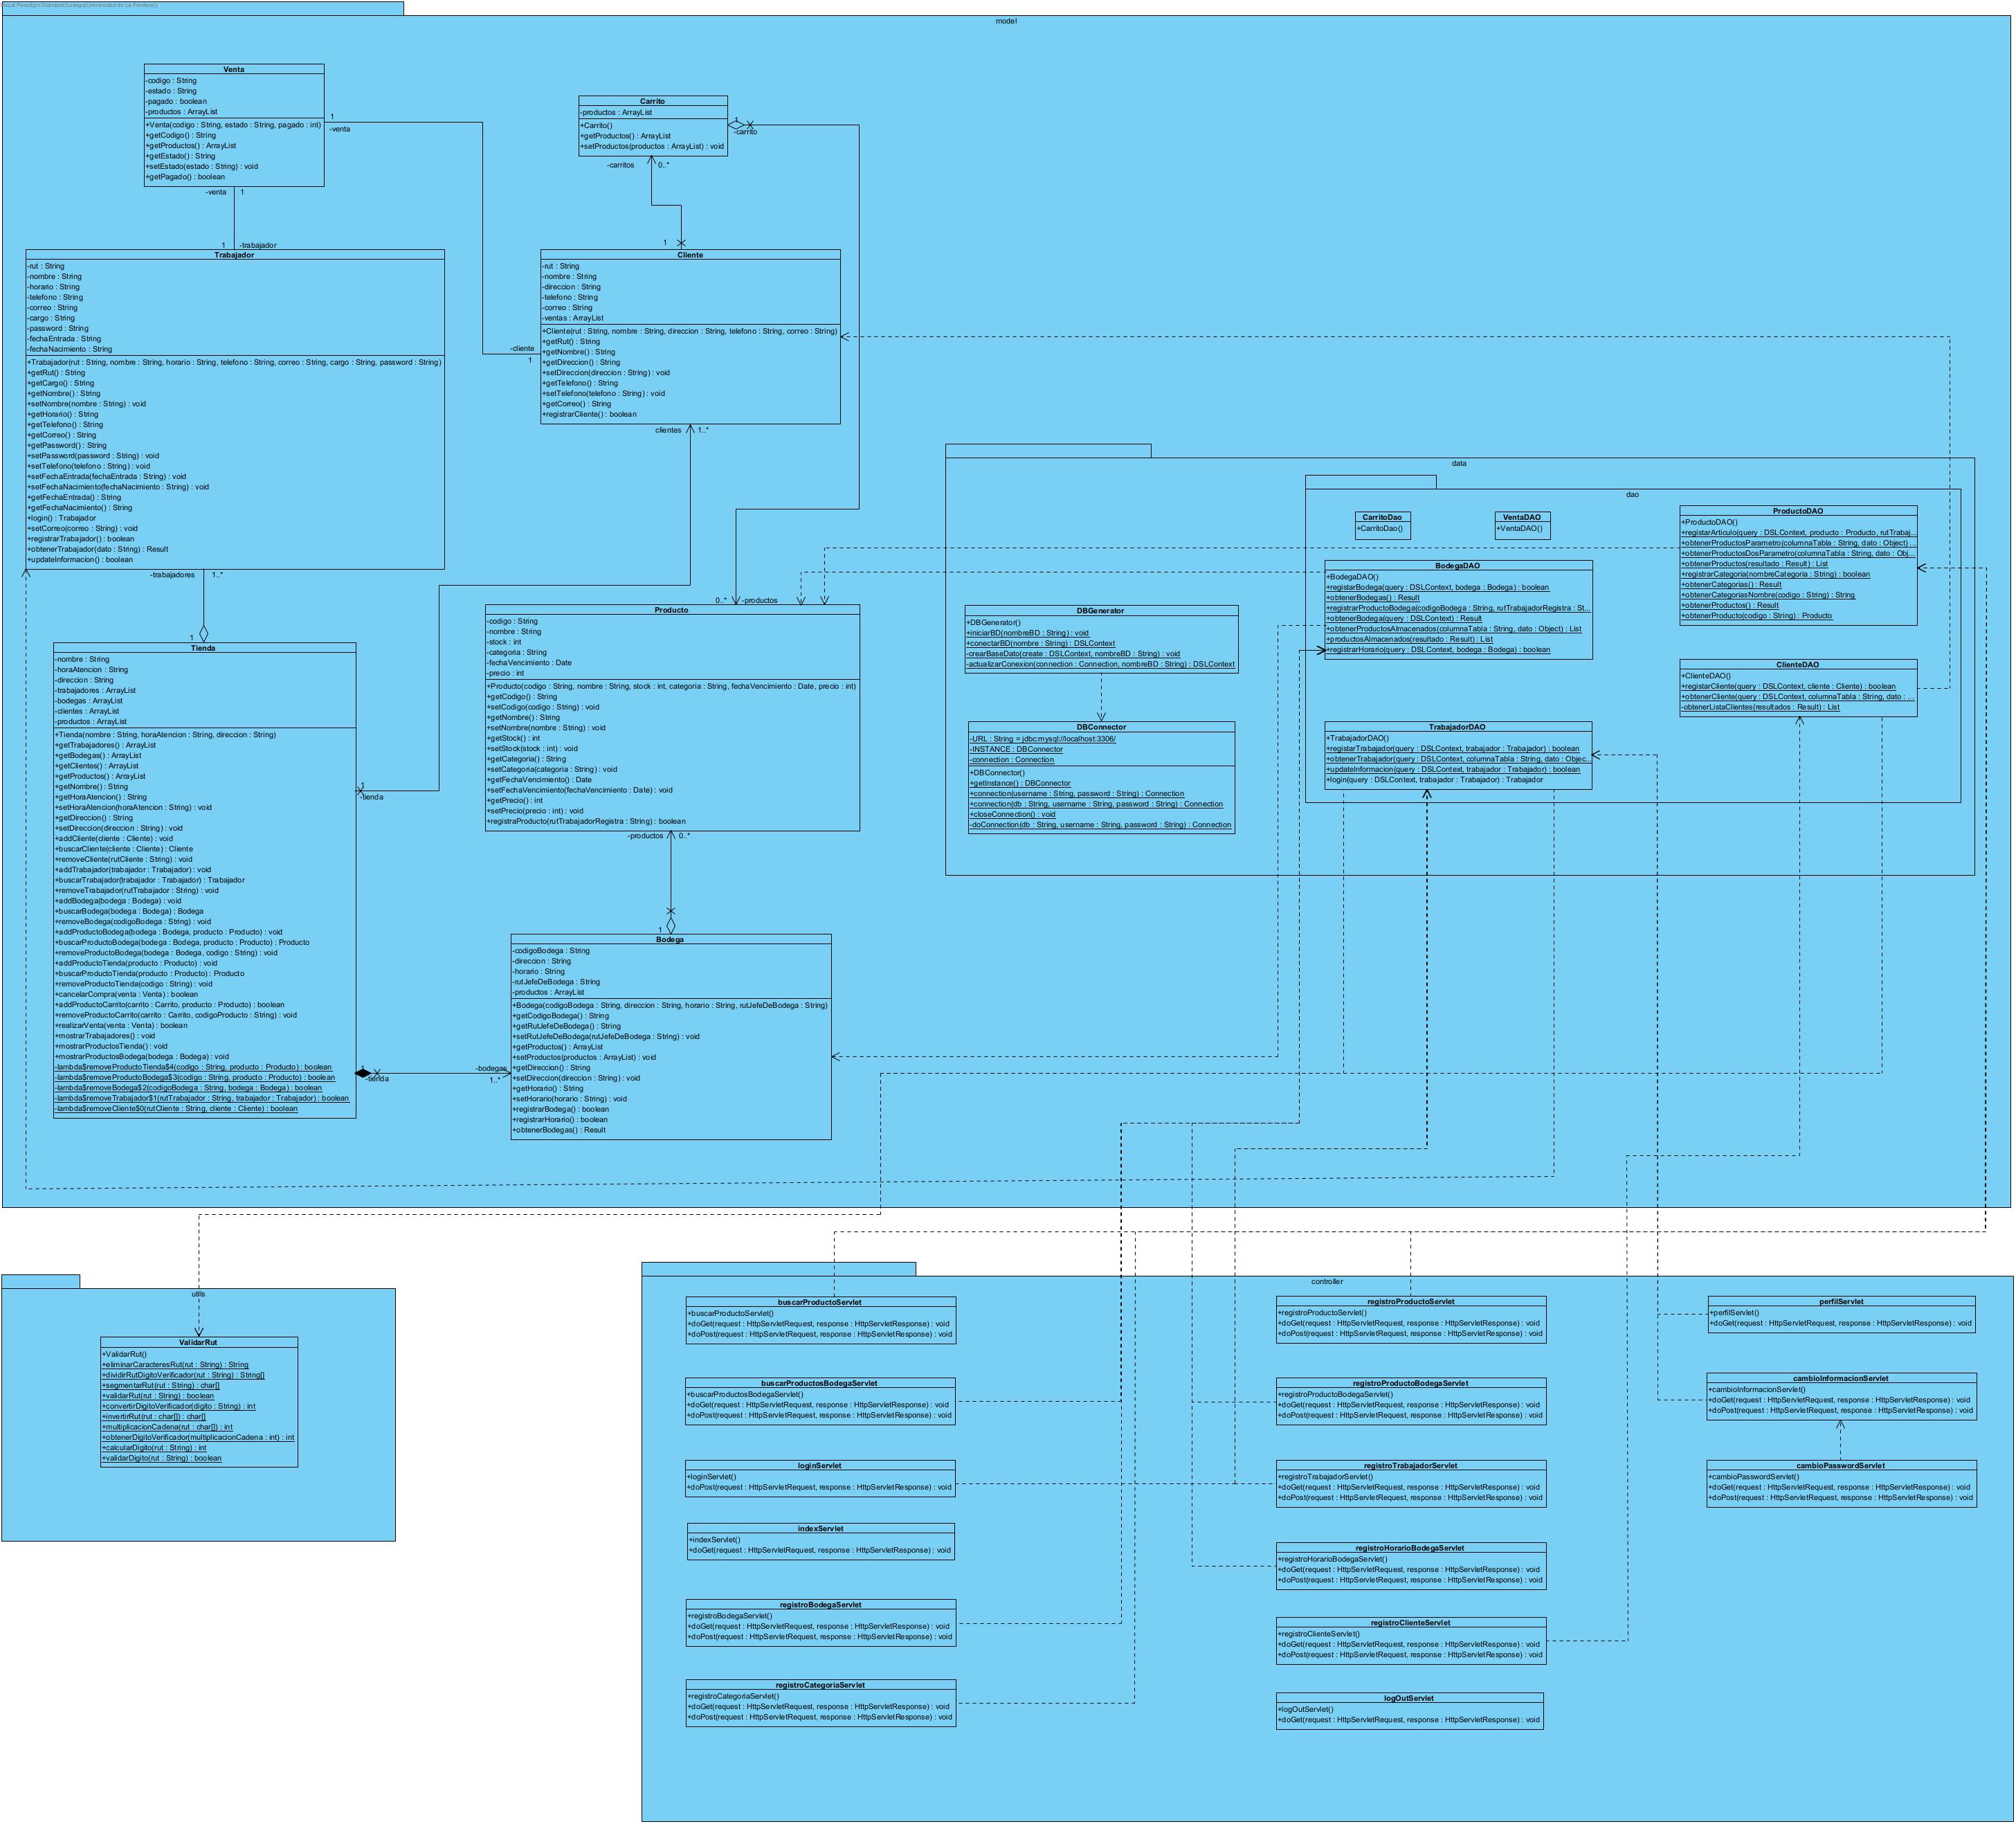 Visual Paradigm Standard(Guangu(Universidad de La Frontera))
model
Venta
-codigo : String
-estado : String
-pagado : boolean
-productos : ArrayList
+Venta(codigo : String, estado : String, pagado : int)
+getCodigo() : String
+getProductos() : ArrayList
+getEstado() : String
+setEstado(estado : String) : void
+getPagado() : boolean
1
-venta
-venta
1
1
-trabajador
Carrito
-productos : ArrayList
+Carrito()
+getProductos() : ArrayList
+setProductos(productos : ArrayList) : void
1
-carrito
-carritos
0..*
1
Trabajador
-rut : String
-nombre : String
-horario : String
-telefono : String
-correo : String
-cargo : String
-password : String
-fechaEntrada : String
-fechaNacimiento : String
+Trabajador(rut : String, nombre : String, horario : String, telefono : String, correo : String, cargo : String, password : String)
+getRut() : String
+getCargo() : String
+getNombre() : String
+setNombre(nombre : String) : void
+getHorario() : String
+getTelefono() : String
+getCorreo() : String
+getPassword() : String
+setPassword(password : String) : void
+setTelefono(telefono : String) : void
+setFechaEntrada(fechaEntrada : String) : void
+setFechaNacimiento(fechaNacimiento : String) : void
+getFechaEntrada() : String
+getFechaNacimiento() : String
+login() : Trabajador
+setCorreo(correo : String) : void
+registrarTrabajador() : boolean
+obtenerTrabajador(dato : String) : Result
+updateInformacion() : boolean
-trabajadores
1..*
1
Cliente
-rut : String
-nombre : String
-direccion : String
-telefono : String
-correo : String
-ventas : ArrayList
+Cliente(rut : String, nombre : String, direccion : String, telefono : String, correo : String)
+getRut() : String
+getNombre() : String
+getDireccion() : String
+setDireccion(direccion : String) : void
+getTelefono() : String
+setTelefono(telefono : String) : void
+getCorreo() : String
+registrarCliente() : boolean
-cliente
1
clientes
1..*
Tienda
-nombre : String
-horaAtencion : String
-direccion : String
-trabajadores : ArrayList
-bodegas : ArrayList
-clientes : ArrayList
-productos : ArrayList
+Tienda(nombre : String, horaAtencion : String, direccion : String)
+getTrabajadores() : ArrayList
+getBodegas() : ArrayList
+getClientes() : ArrayList
+getProductos() : ArrayList
+getNombre() : String
+getHoraAtencion() : String
+setHoraAtencion(horaAtencion : String) : void
+getDireccion() : String
+setDireccion(direccion : String) : void
+addCliente(cliente : Cliente) : void
+buscarCliente(cliente : Cliente) : Cliente
+removeCliente(rutCliente : String) : void
+addTrabajador(trabajador : Trabajador) : void
+buscarTrabajador(trabajador : Trabajador) : Trabajador
+removeTrabajador(rutTrabajador : String) : void
+addBodega(bodega : Bodega) : void
+buscarBodega(bodega : Bodega) : Bodega
+removeBodega(codigoBodega : String) : void
+addProductoBodega(bodega : Bodega, producto : Producto) : void
+buscarProductoBodega(bodega : Bodega, producto : Producto) : Producto
+removeProductoBodega(bodega : Bodega, codigo : String) : void
+addProductoTienda(producto : Producto) : void
+buscarProductoTienda(producto : Producto) : Producto
+removeProductoTienda(codigo : String) : void
+cancelarCompra(venta : Venta) : boolean
+addProductoCarrito(carrito : Carrito, producto : Producto) : boolean
+removeProductoCarrito(carrito : Carrito, codigoProducto : String) : void
+realizarVenta(venta : Venta) : boolean
+mostrarTrabajadores() : void
+mostrarProductosTienda() : void
+mostrarProductosBodega(bodega : Bodega) : void
-lambda$removeProductoTienda$4(codigo : String, producto : Producto) : boolean
-lambda$removeProductoBodega$3(codigo : String, producto : Producto) : boolean
-lambda$removeBodega$2(codigoBodega : String, bodega : Bodega) : boolean
-lambda$removeTrabajador$1(rutTrabajador : String, trabajador : Trabajador) : boolean
-lambda$removeCliente$0(rutCliente : String, cliente : Cliente) : boolean
1
-tienda
1
-tienda
-bodegas
1..*
0..*
-productos
Producto
-codigo : String
-nombre : String
-stock : int
-categoria : String
-fechaVencimiento : Date
-precio : int
+Producto(codigo : String, nombre : String, stock : int, categoria : String, fechaVencimiento : Date, precio : int)
+getCodigo() : String
+setCodigo(codigo : String) : void
+getNombre() : String
+setNombre(nombre : String) : void
+getStock() : int
+setStock(stock : int) : void
+getCategoria() : String
+setCategoria(categoria : String) : void
+getFechaVencimiento() : Date
+setFechaVencimiento(fechaVencimiento : Date) : void
+getPrecio() : int
+setPrecio(precio : int) : void
+registraProducto(rutTrabajadorRegistra : String) : boolean
-productos
0..*
1
Bodega
-codigoBodega : String
-direccion : String
-horario : String
-rutJefeDeBodega : String
-productos : ArrayList
+Bodega(codigoBodega : String, direccion : String, horario : String, rutJefeDeBodega : String)
+getCodigoBodega() : String
+getRutJefeDeBodega() : String
+setRutJefeDeBodega(rutJefeDeBodega : String) : void
+getProductos() : ArrayList
+setProductos(productos : ArrayList) : void
+getDireccion() : String
+setDireccion(direccion : String) : void
+getHorario() : String
+setHorario(horario : String) : void
+registrarBodega() : boolean
+registrarHorario() : boolean
+obtenerBodegas() : Result
data
DBGenerator
+DBGenerator()
+iniciarBD(nombreBD : String) : void
+conectarBD(nombre : String) : DSLContext
-crearBaseDato(create : DSLContext, nombreBD : String) : void
-actualizarConexion(connection : Connection, nombreBD : String) : DSLContext
DBConnector
-URL : String = jdbc:mysql://localhost:3306/
-INSTANCE : DBConnector
-connection : Connection
+DBConnector()
+getInstance() : DBConnector
+connection(username : String, password : String) : Connection
+connection(db : String, username : String, password : String) : Connection
+closeConnection() : void
-doConnection(db : String, username : String, password : String) : Connection
dao
CarritoDao
+CarritoDao()
VentaDAO
+VentaDAO()
ProductoDAO
+ProductoDAO()
+registarArticulo(query : DSLContext, producto : Producto, rutTrabaj...
+obtenerProductosParametro(columnaTabla : String, dato : Object) ...
+obtenerProductosDosParametro(columnaTabla : String, dato : Obj...
+obtenerProductos(resultado : Result) : List
+registrarCategoria(nombreCategoria : String) : boolean
+obtenerCategorias() : Result
+obtenerCategoriasNombre(codigo : String) : String
+obtenerProductos() : Result
+obtenerProducto(codigo : String) : Producto
BodegaDAO
+BodegaDAO()
+registarBodega(query : DSLContext, bodega : Bodega) : boolean
+obtenerBodegas() : Result
+registrarProductoBodega(codigoBodega : String, rutTrabajadorRegistra : St...
+obtenerBodega(query : DSLContext) : Result
+obtenerProductosAlmacenados(columnaTabla : String, dato : Object) : List
+productosAlmacenados(resultado : Result) : List
+registrarHorario(query : DSLContext, bodega : Bodega) : boolean
ClienteDAO
+ClienteDAO()
+registarCliente(query : DSLContext, cliente : Cliente) : boolean
+obtenerCliente(query : DSLContext, columnaTabla : String, dato : ...
-obtenerListaClientes(resultados : Result) : List
TrabajadorDAO
+TrabajadorDAO()
+registarTrabajador(query : DSLContext, trabajador : Trabajador) : boolean
+obtenerTrabajador(query : DSLContext, columnaTabla : String, dato : Objec...
+updateInformacion(query : DSLContext, trabajador : Trabajador) : boolean
+login(query : DSLContext, trabajador : Trabajador) : Trabajador
utils
ValidarRut
+ValidarRut()
+eliminarCaracteresRut(rut : String) : String
+dividirRutDigitoVerificador(rut : String) : String[]
+segmentarRut(rut : String) : char[]
+validarRut(rut : String) : boolean
+convertirDigitoVerificador(digito : String) : int
+invertirRut(rut : char[]) : char[]
+multiplicacionCadena(rut : char[]) : int
+obtenerDigitoVerificador(multiplicacionCadena : int) : int
+calcularDigito(rut : String) : int
+validarDigito(rut : String) : boolean
controller
buscarProductoServlet
+buscarProductoServlet()
+doGet(request : HttpServletRequest, response : HttpServletResponse) : void
+doPost(request : HttpServletRequest, response : HttpServletResponse) : void
registroProductoServlet
+registroProductoServlet()
+doGet(request : HttpServletRequest, response : HttpServletResponse) : void
+doPost(request : HttpServletRequest, response : HttpServletResponse) : void
perfilServlet
+perfilServlet()
+doGet(request : HttpServletRequest, response : HttpServletResponse) : void
buscarProductosBodegaServlet
+buscarProductosBodegaServlet()
+doGet(request : HttpServletRequest, response : HttpServletResponse) : void
+doPost(request : HttpServletRequest, response : HttpServletResponse) : void
registroProductoBodegaServlet
+registroProductoBodegaServlet()
+doGet(request : HttpServletRequest, response : HttpServletResponse) : void
+doPost(request : HttpServletRequest, response : HttpServletResponse) : void
cambioInformacionServlet
+cambioInformacionServlet()
+doGet(request : HttpServletRequest, response : HttpServletResponse) : void
+doPost(request : HttpServletRequest, response : HttpServletResponse) : void
loginServlet
+loginServlet()
+doPost(request : HttpServletRequest, response : HttpServletResponse) : void
registroTrabajadorServlet
+registroTrabajadorServlet()
+doGet(request : HttpServletRequest, response : HttpServletResponse) : void
+doPost(request : HttpServletRequest, response : HttpServletResponse) : void
cambioPasswordServlet
+cambioPasswordServlet()
+doGet(request : HttpServletRequest, response : HttpServletResponse) : void
+doPost(request : HttpServletRequest, response : HttpServletResponse) : void
indexServlet
+indexServlet()
+doGet(request : HttpServletRequest, response : HttpServletResponse) : void
registroHorarioBodegaServlet
+registroHorarioBodegaServlet()
+doGet(request : HttpServletRequest, response : HttpServletResponse) : void
+doPost(request : HttpServletRequest, response : HttpServletResponse) : void
registroBodegaServlet
+registroBodegaServlet()
+doGet(request : HttpServletRequest, response : HttpServletResponse) : void
+doPost(request : HttpServletRequest, response : HttpServletResponse) : void
registroClienteServlet
+registroClienteServlet()
+doGet(request : HttpServletRequest, response : HttpServletResponse) : void
+doPost(request : HttpServletRequest, response : HttpServletResponse) : void
registroCategoriaServlet
+registroCategoriaServlet()
+doGet(request : HttpServletRequest, response : HttpServletResponse) : void
+doPost(request : HttpServletRequest, response : HttpServletResponse) : void
logOutServlet
+logOutServlet()
+doGet(request : HttpServletRequest, response : HttpServletResponse) : void